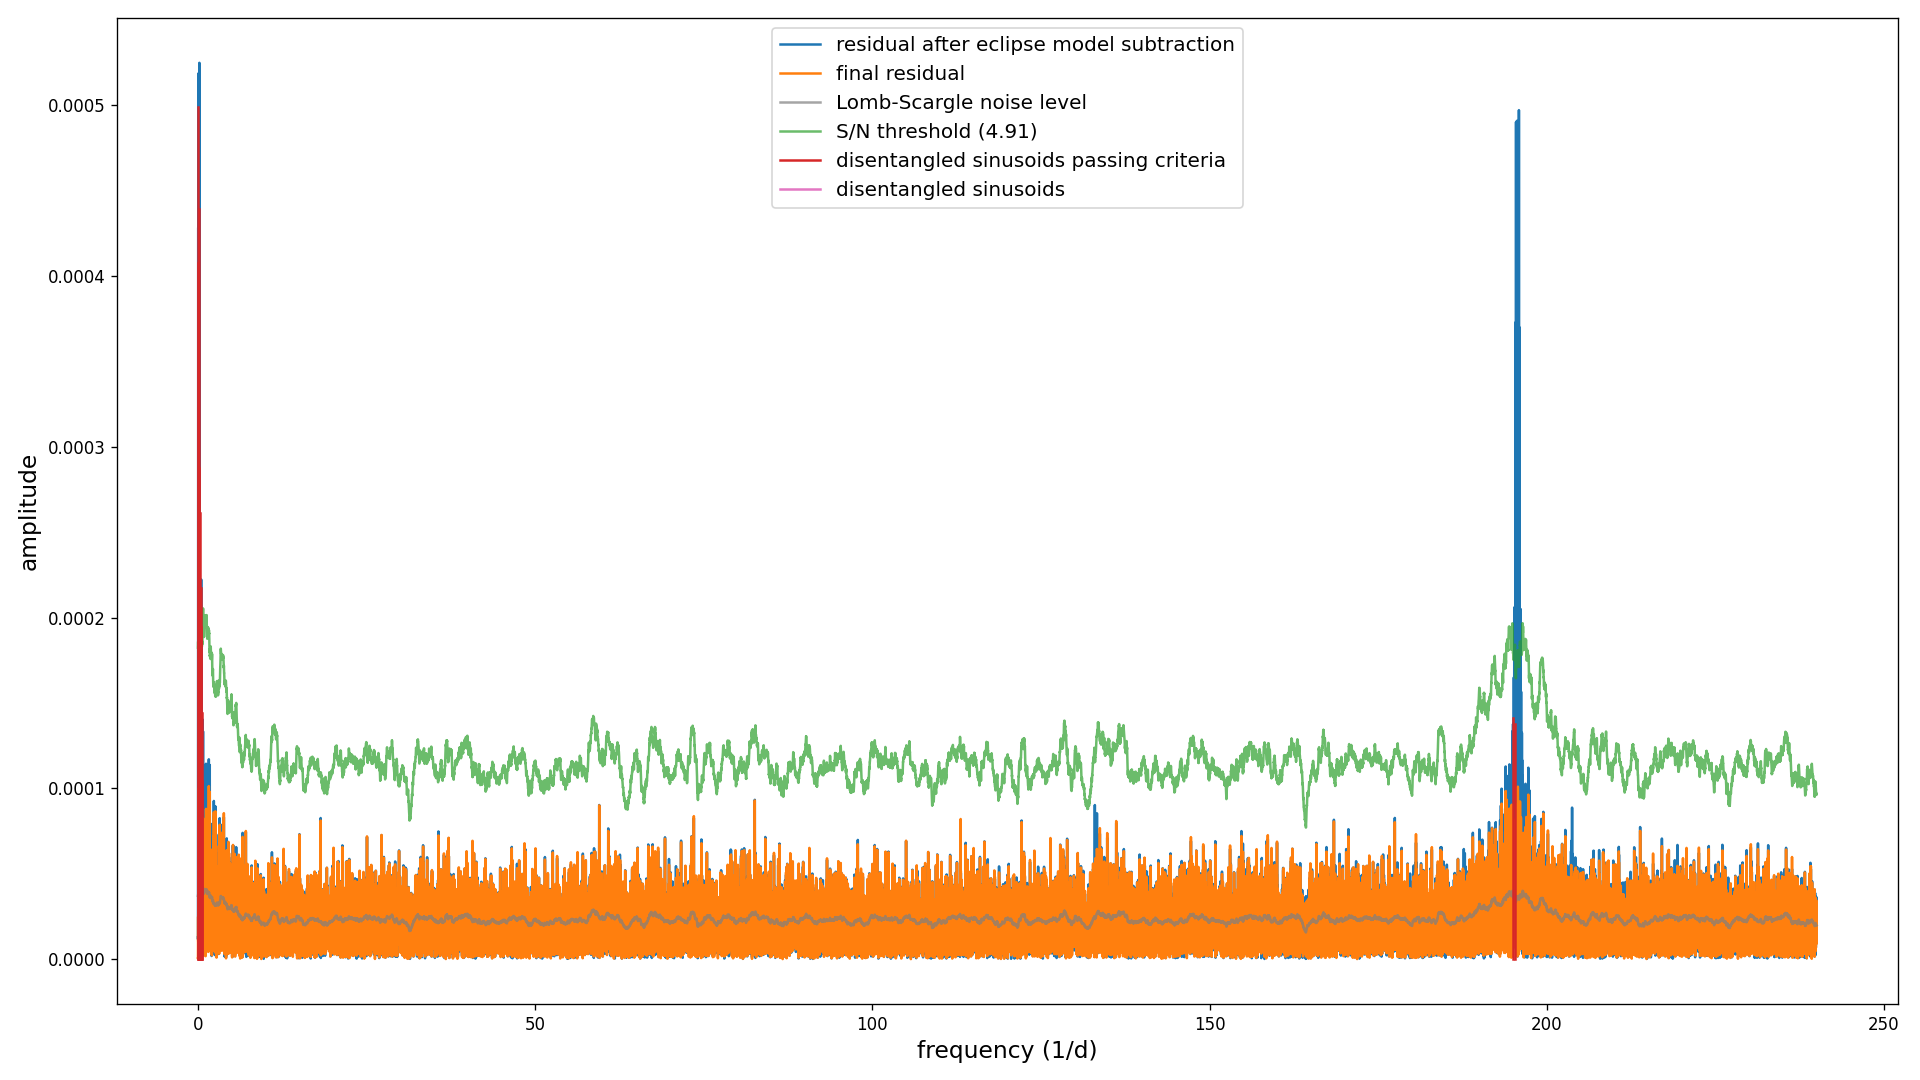 residual after eclipse model subtraction
final residual
Lomb-Scargle noise level
S/N threshold (4.91)
disentangled sinusoids passing criteria
disentangled sinusoids
amplitude
0.0005
0.0004
0.0003
0.0002
0.0001
0.0000
0 50 100 150 200 250
frequency (1/d)